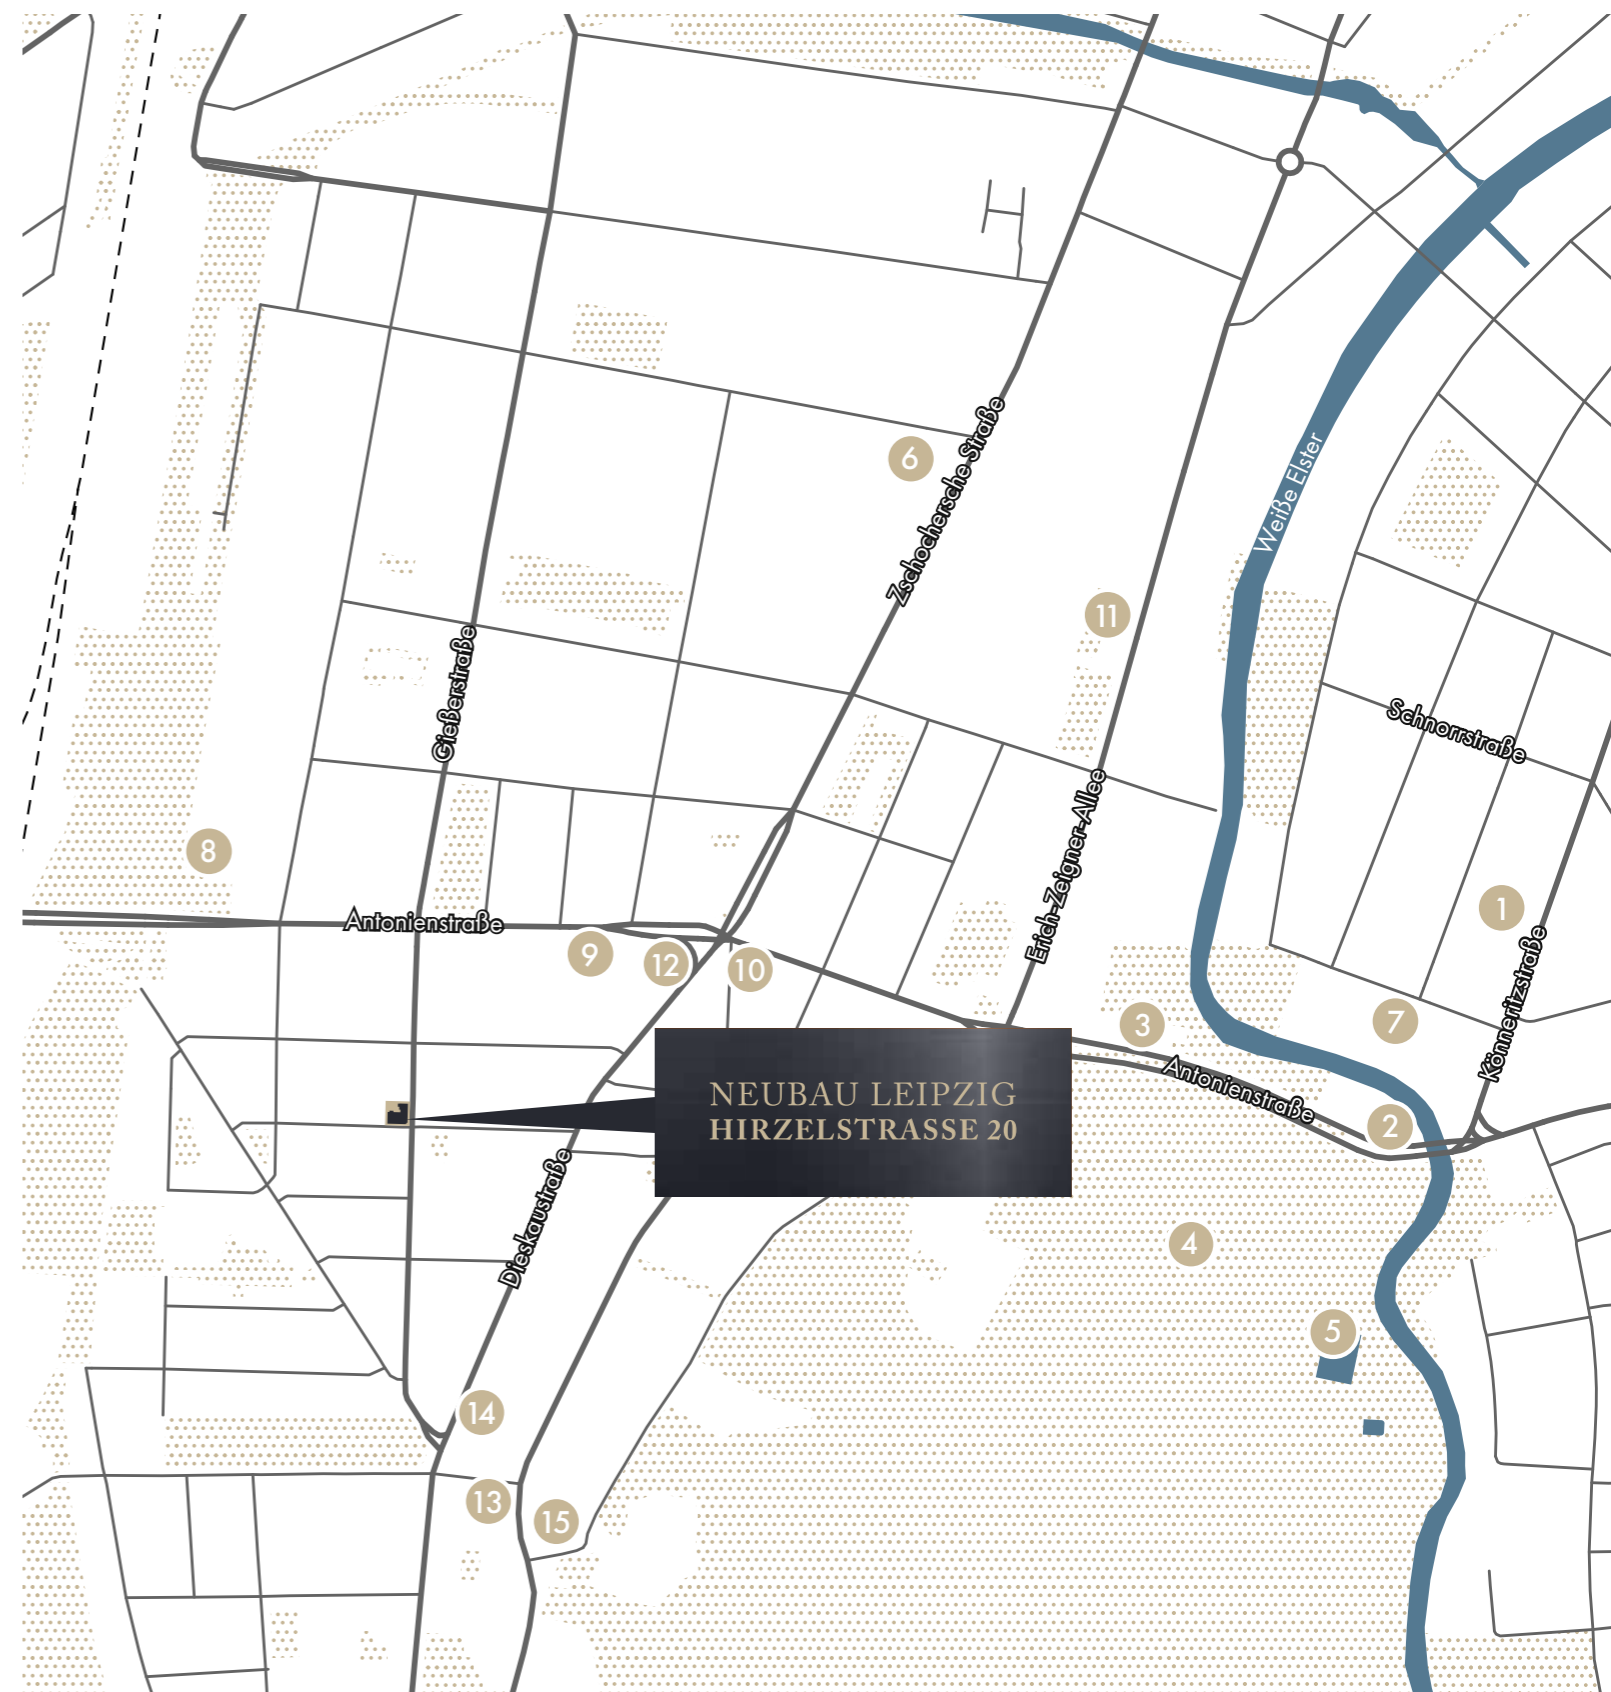 Zschochersche Straße
6
Weiße Elster
11
Gießerstraße
Schnorrstraße
8
Erich-Zeigner-Allee
1
Antonienstraße
9
12
10
Könneritzstraße
3
7
NEUBAU LEIPZIG
HIRZELSTRASSE 20
Antonienstraße
2
Dieskaustraße
4
5
14
13
15